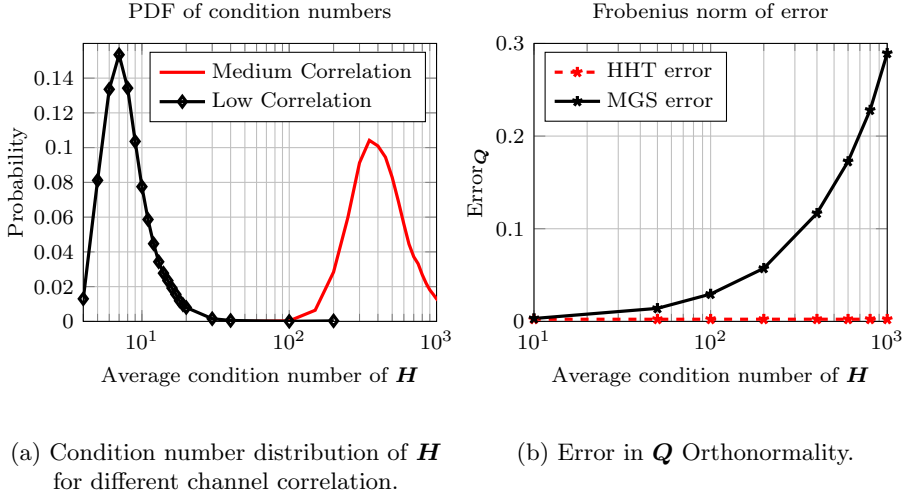 PDF of condition numbers
0.14
0.12
0.1
0.08
0.06
0.04
0.02
0
Probability
Medium Correlation
Low Correlation
10^1
10^2
10^3
Average condition number of H
(a) Condition number distribution of H
for different channel correlation.
Frobenius norm of error
0.3
0.2
0.1
0
Error_Q
HHT error
MGS error
10^1
10^2
10^3
Average condition number of H
(b) Error in Q Orthonormality.